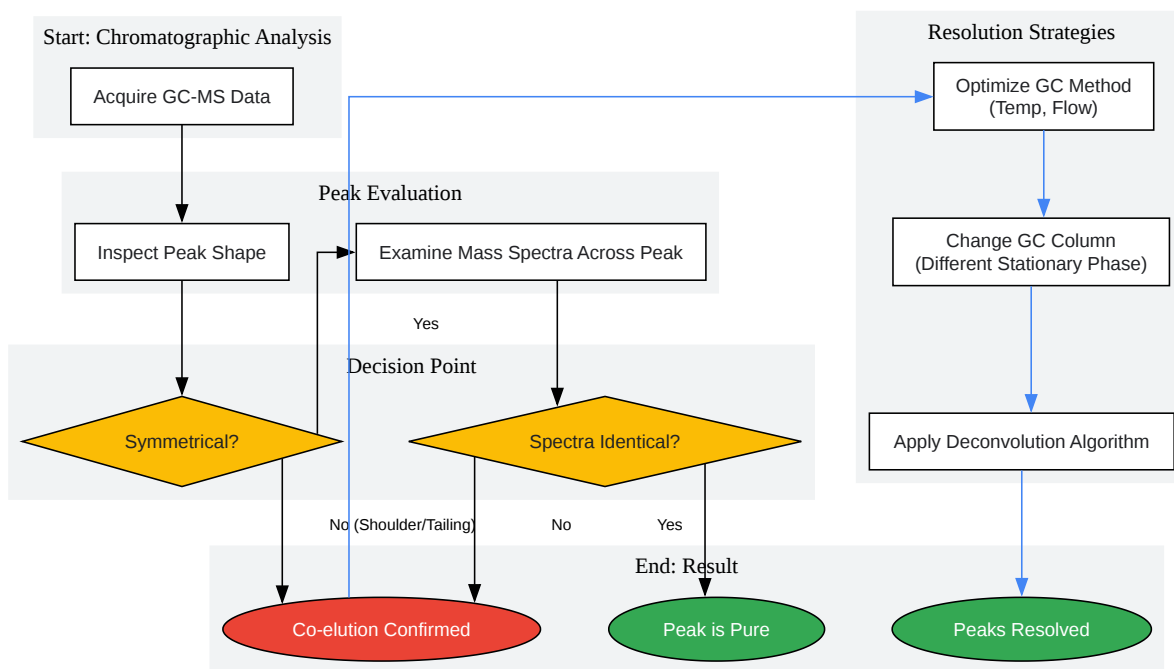 Start: Chromatographic Analysis
Acquire GC-MS Data
Resolution Strategies
Optimize GC Method
(Temp, Flow)
Peak Evaluation
Inspect Peak Shape
Examine Mass Spectra Across Peak
Change GC Column
(Different Stationary Phase)
Yes
Decision Point
Symmetrical?
Spectra Identical?
Apply Deconvolution Algorithm
No (Shoulder/Tailing)
No
Yes
End: Result
Co-elution Confirmed
Peak is Pure
Peaks Resolved